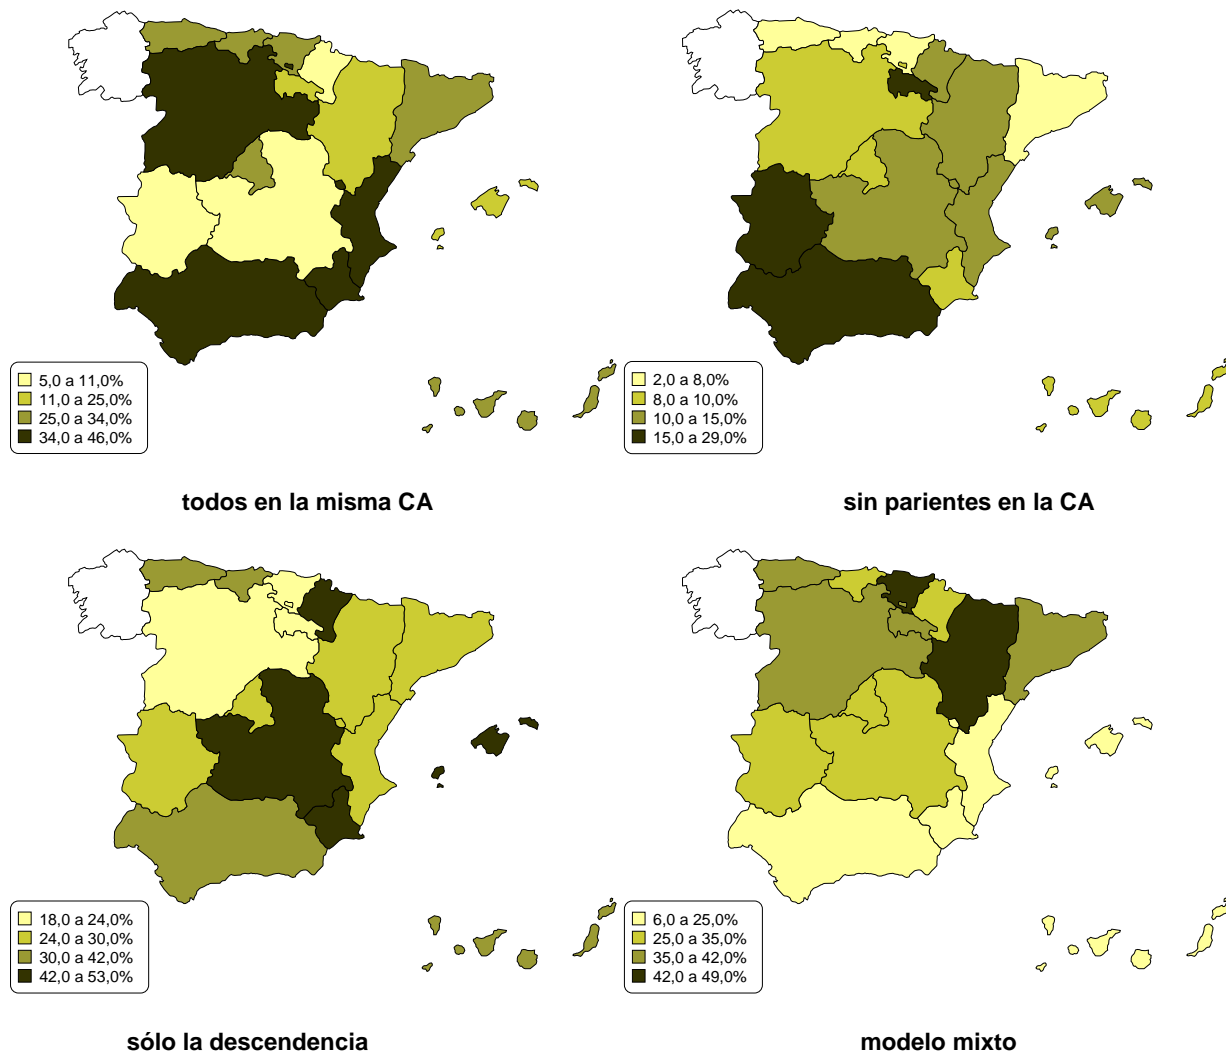 5,0 a 11,0%
11,0 a 25,0%
25,0 a 34,0%
34,0 a 46,0%
todos en la misma CA
2,0 a 8,0%
8,0 a 10,0%
10,0 a 15,0%
15,0 a 29,0%
sin parientes en la CA
18,0 a 24,0%
24,0 a 30,0%
30,0 a 42,0%
42,0 a 53,0%
sólo la descendencia
6,0 a 25,0%
25,0 a 35,0%
35,0 a 42,0%
42,0 a 49,0%
modelo mixto